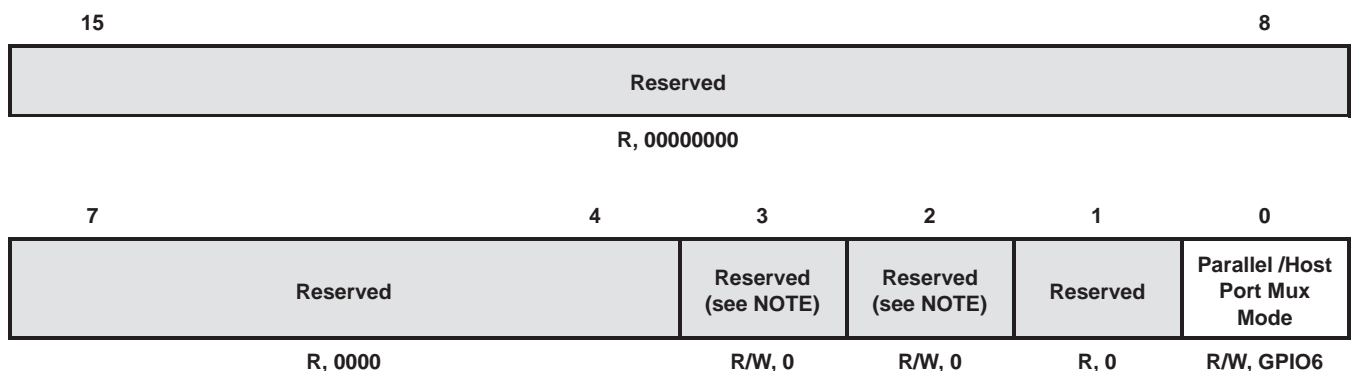 15 8
Reserved
R, 00000000
7 4 3 2 1 0
Reserved Reserved (see NOTE) Reserved (see NOTE) Reserved Parallel /Host Port Mux Mode
R, 0000 R/W, 0 R/W, 0 R, 0 R/W, GPIO6